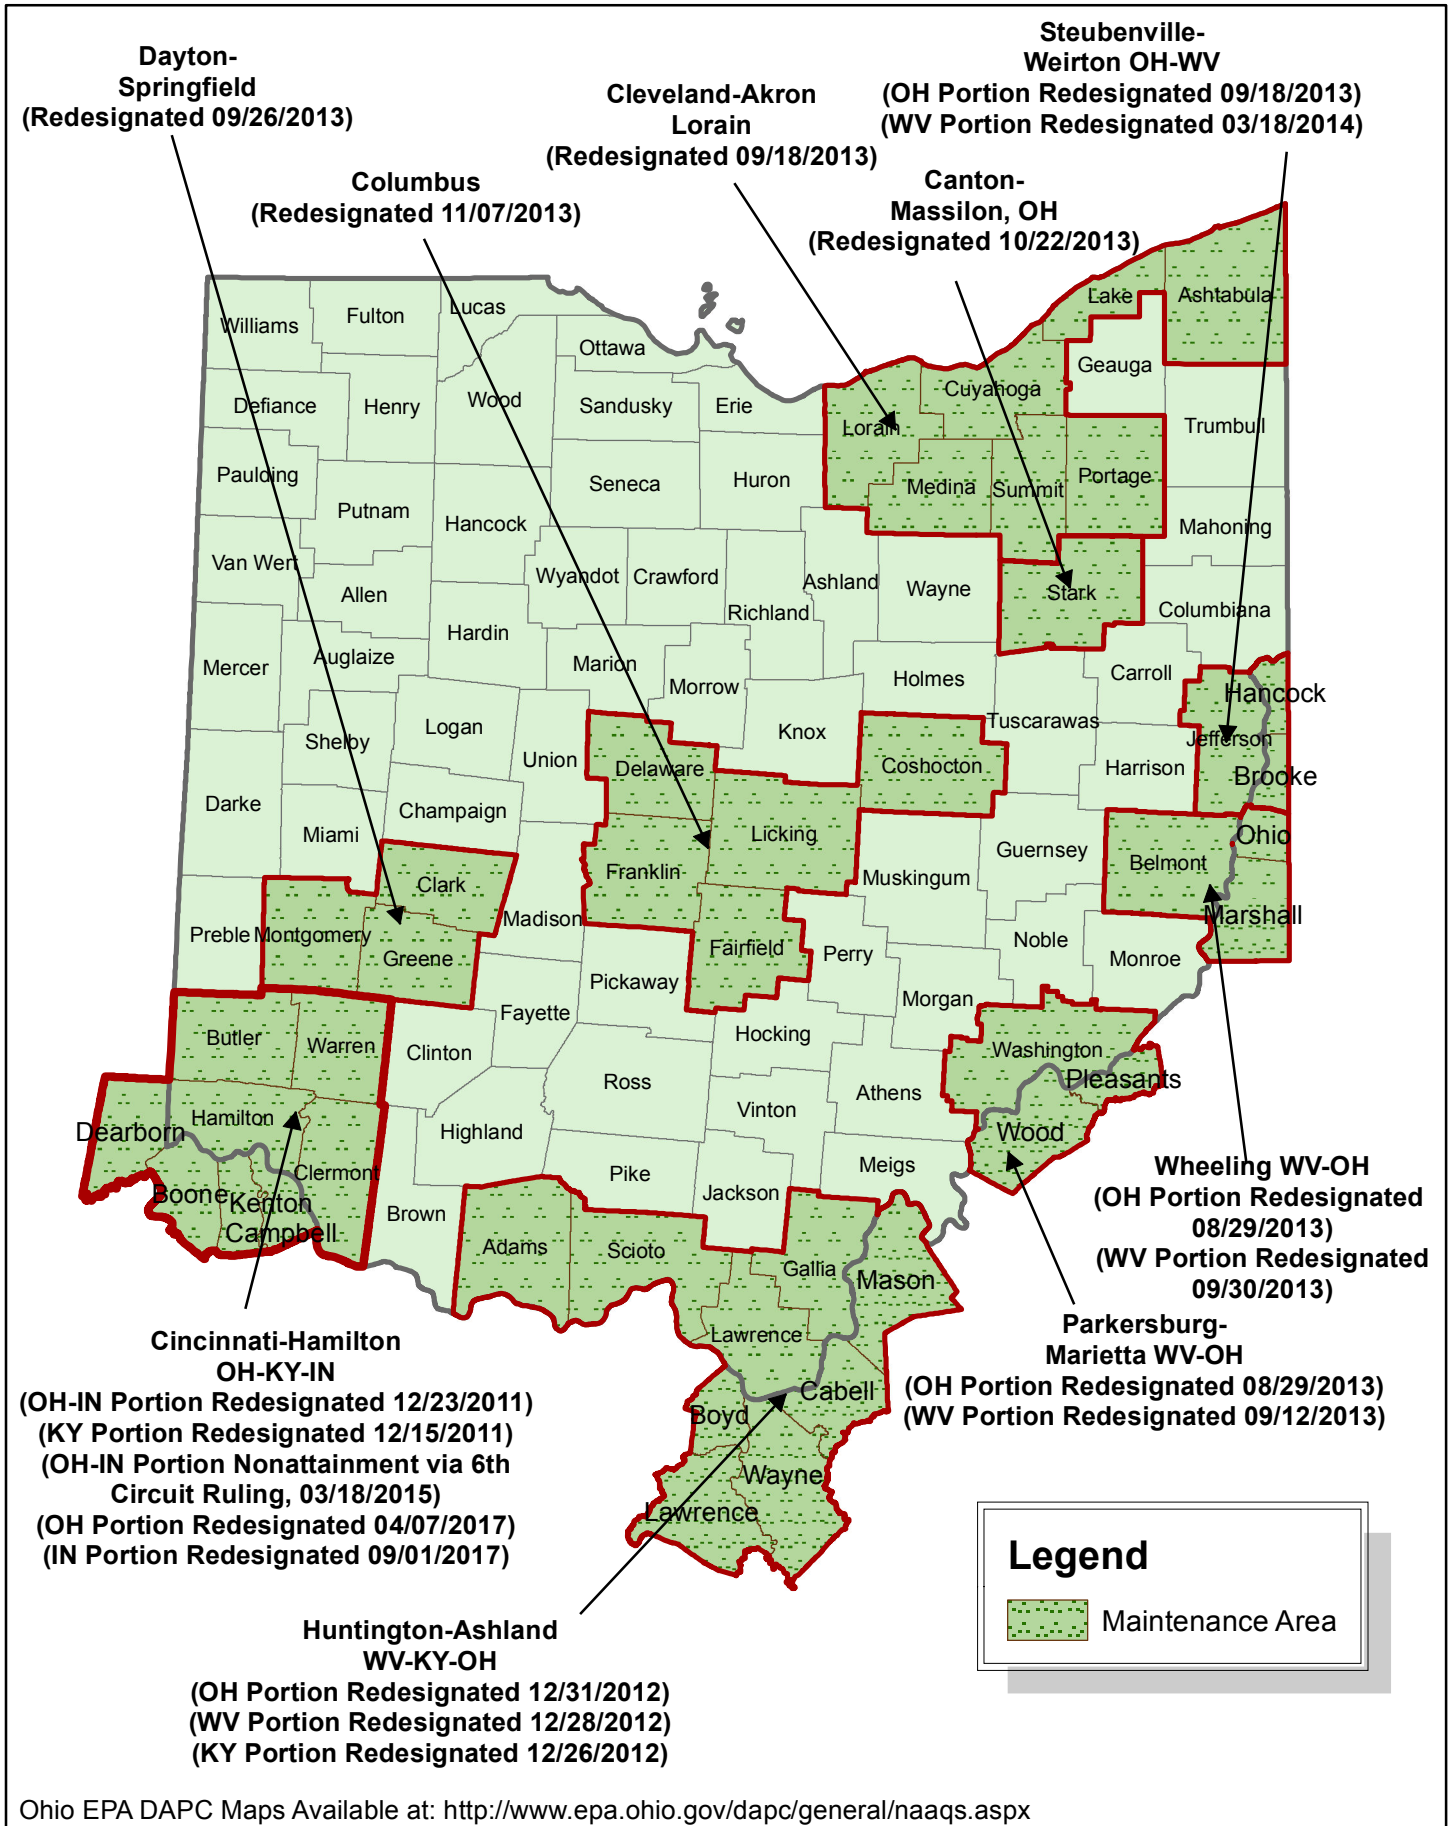 Steubenville-
Weirton OH-WV
(OH Portion Redesignated 09/18/2013)
(WV Portion Redesignated 03/18/2014)
Dayton-
Springfield
(Redesignated 09/26/2013)
Cleveland-Akron
Lorain
(Redesignated 09/18/2013)
Columbus
(Redesignated 11/07/2013)
Canton-
Massilon, OH
(Redesignated 10/22/2013)
Williams
Fulton
Lucas
Ottawa
Lake
Ashtabula
Geauga
Cuyahoga
Defiance
Henry
Wood
Sandusky
Erie
Lorain
Trumbull
Paulding
Putnam
Hancock
Seneca
Huron
Medina
Summit
Portage
Mahoning
Van Wert
Allen
Wyandot
Crawford
Richland
Ashland
Wayne
Stark
Columbiana
Mercer
Auglaize
Hardin
Marion
Morrow
Holmes
Carroll
Hancock
Shelby
Logan
Union
Delaware
Knox
Coshocton
Tuscarawas
Harrison
Jefferson
Brooke
Darke
Miami
Champaign
Franklin
Licking
Muskingum
Guernsey
Belmont
Ohio
Marshall
Clark
Madison
Preble
Montgomery
Greene
Pickaway
Fairfield
Perry
Morgan
Noble
Monroe
Butler
Warren
Clinton
Fayette
Ross
Hocking
Athens
Washington
Pleasants
Wood
Dearborn
Hamilton
Clermont
Highland
Pike
Vinton
Jackson
Meigs
Boone
Kenton
Campbell
Brown
Adams
Scioto
Gallia
Mason
Lawrence
Cabell
Boyd
Wayne
Lawrence
Wheeling WV-OH
(OH Portion Redesignated
08/29/2013)
(WV Portion Redesignated
09/30/2013)
Parkersburg-
Marietta WV-OH
(OH Portion Redesignated 08/29/2013)
(WV Portion Redesignated 09/12/2013)
Cincinnati-Hamilton
OH-KY-IN
(OH-IN Portion Redesignated 12/23/2011)
(KY Portion Redesignated 12/15/2011)
(OH-IN Portion Nonattainment via 6th
Circuit Ruling, 03/18/2015)
(OH Portion Redesignated 04/07/2017)
(IN Portion Redesignated 09/01/2017)
Huntington-Ashland
WV-KY-OH
(OH Portion Redesignated 12/31/2012)
(WV Portion Redesignated 12/28/2012)
(KY Portion Redesignated 12/26/2012)
Legend
Maintenance Area
Ohio EPA DAPC Maps Available at: http://www.epa.ohio.gov/dapc/general/naaqs.aspx